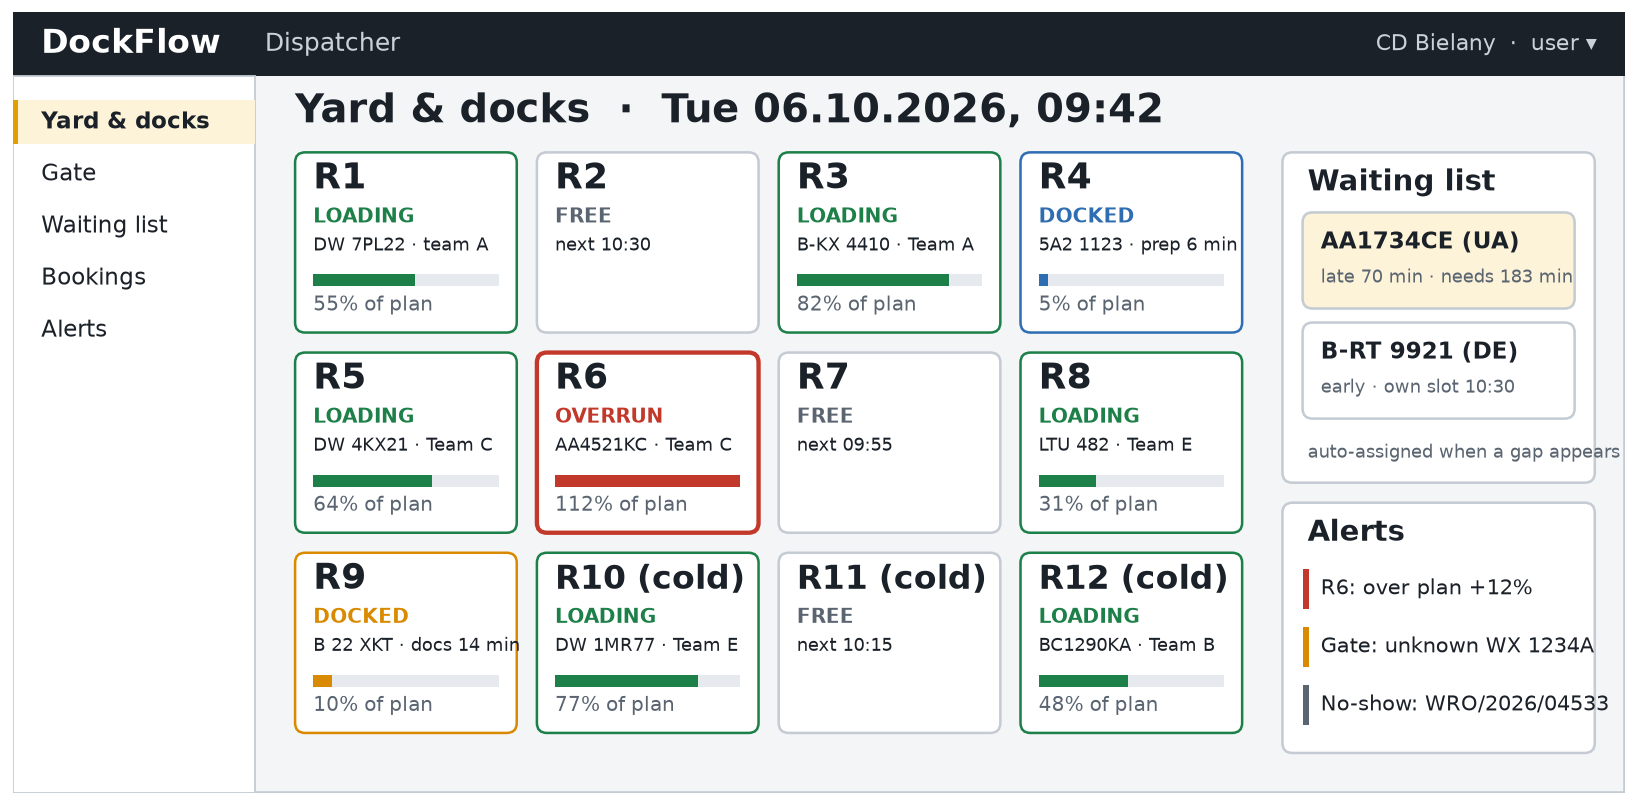 DockFlow Dispatcher CD Bielany · user ▾
Yard & docks
Gate
Waiting list
Bookings
Alerts
Yard & docks · Tue 06.10.2026, 09:42
R1
LOADING
DW 7PL22 · team A
55% of plan
R2
FREE
next 10:30
R3
LOADING
B-KX 4410 · Team A
82% of plan
R4
DOCKED
5A2 1123 · prep 6 min
5% of plan
R5
LOADING
DW 4KX21 · Team C
64% of plan
R6
OVERRUN
AA4521KC · Team C
112% of plan
R7
FREE
next 09:55
R8
LOADING
LTU 482 · Team E
31% of plan
R9
DOCKED
B 22 XKT · docs 14 min
10% of plan
R10 (cold)
LOADING
DW 1MR77 · Team E
77% of plan
R11 (cold)
FREE
next 10:15
R12 (cold)
LOADING
BC1290KA · Team B
48% of plan
Waiting list
AA1734CE (UA)
late 70 min · needs 183 min
B-RT 9921 (DE)
early · own slot 10:30
auto-assigned when a gap appears
Alerts
R6: over plan +12%
Gate: unknown WX 1234A
No-show: WRO/2026/04533